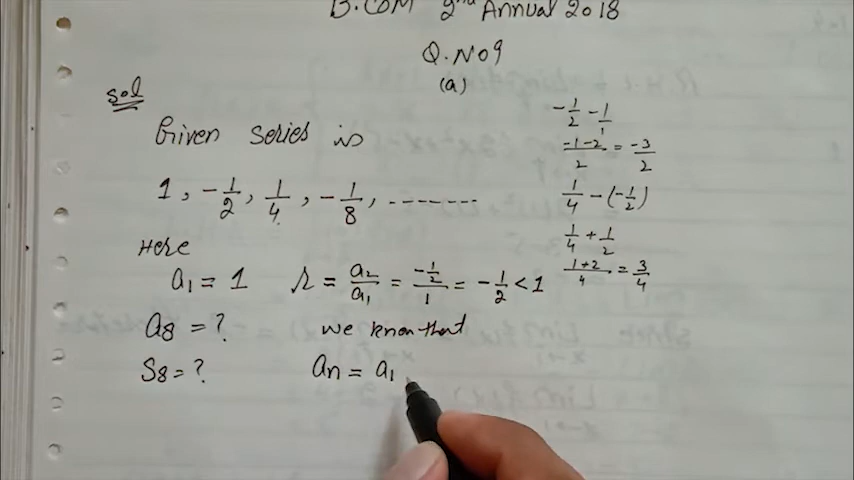 B.COM 2nd Annual 2018
Q.NO9
(a)
Sol
Given series is
1, -1/2, 1/4, -1/8, --------
Here
a₁ = 1 r = a₂/a₁ = (-1/2)/1 = -1/2 < 1
a₈ = ? we know that
S₈ = ? aₙ = a₁
-1/2 - 1/1
(-1-2)/2 = -3/2
1/4 - (-1/2)
1/4 + 1/2
(1+2)/4 = 3/4